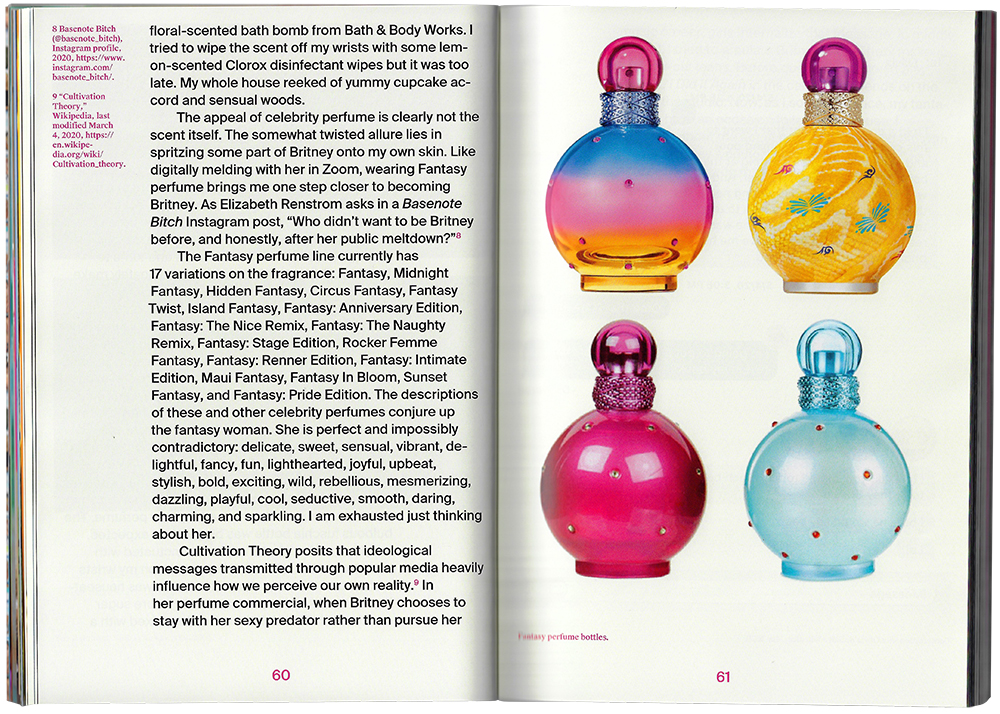 8 Basenote Bitch
(@basenote_bitch),
Instagram profile,
2020, https://www.
instagram.com/
basenote_bitch/.
9 “Cultivation
Theory,”
Wikipedia, last
modified March
4, 2020, https://
en.wikipe-
dia.org/wiki/
Cultivation_theory.
floral-scented bath bomb from Bath & Body Works. I
tried to wipe the scent off my wrists with some lem-
on-scented Clorox disinfectant wipes but it was too
late. My whole house reeked of yummy cupcake ac-
cord and sensual woods.
The appeal of celebrity perfume is clearly not the
scent itself. The somewhat twisted allure lies in
spritzing some part of Britney onto my own skin. Like
digitally melding with her in Zoom, wearing Fantasy
perfume brings me one step closer to becoming
Britney. As Elizabeth Renstrom asks in a Basenote
Bitch Instagram post, “Who didn’t want to be Britney
before, and honestly, after her public meltdown?”8
The Fantasy perfume line currently has
17 variations on the fragrance: Fantasy, Midnight
Fantasy, Hidden Fantasy, Circus Fantasy, Fantasy
Twist, Island Fantasy, Fantasy: Anniversary Edition,
Fantasy: The Nice Remix, Fantasy: The Naughty
Remix, Fantasy: Stage Edition, Rocker Femme
Fantasy, Fantasy: Renner Edition, Fantasy: Intimate
Edition, Maui Fantasy, Fantasy In Bloom, Sunset
Fantasy, and Fantasy: Pride Edition. The descriptions
of these and other celebrity perfumes conjure up
the fantasy woman. She is perfect and impossibly
contradictory: delicate, sweet, sensual, vibrant, de-
lightful, fancy, fun, lighthearted, joyful, upbeat,
stylish, bold, exciting, wild, rebellious, mesmerizing,
dazzling, playful, cool, seductive, smooth, daring,
charming, and sparkling. I am exhausted just thinking
about her.
Cultivation Theory posits that ideological
messages transmitted through popular media heavily
influence how we perceive our own reality.9 In
her perfume commercial, when Britney chooses to
stay with her sexy predator rather than pursue her
60
Fantasy perfume bottles.
61